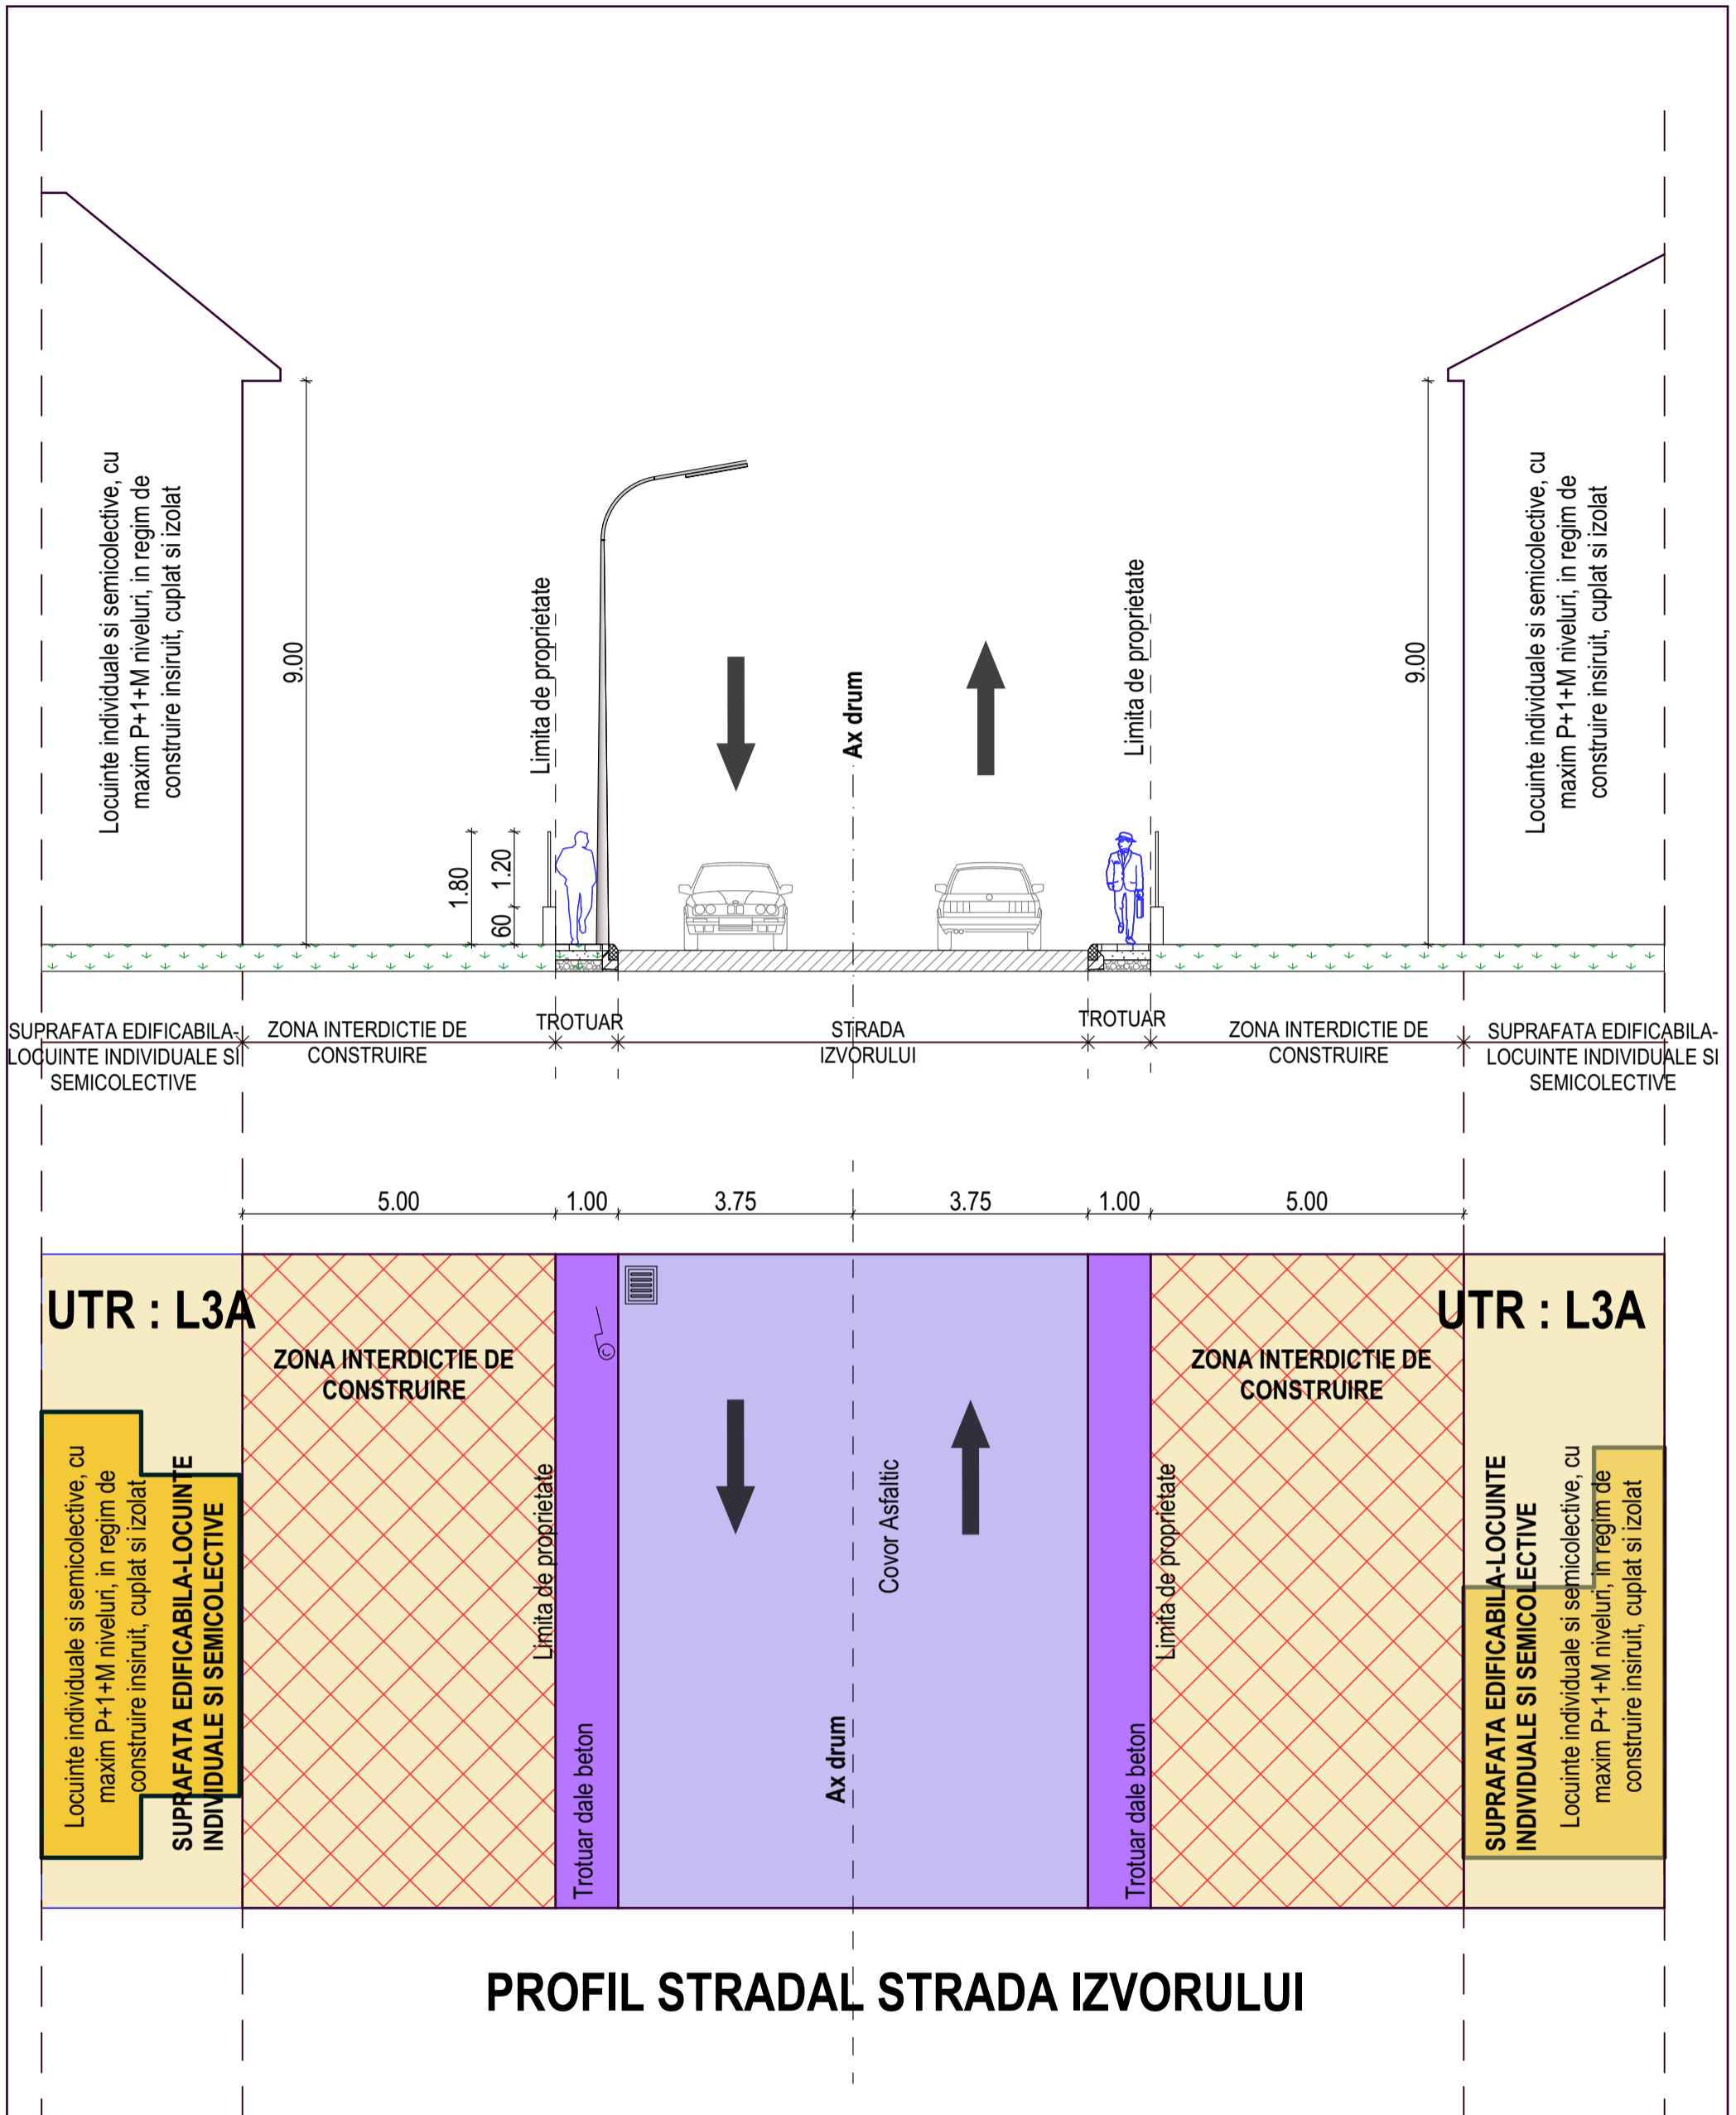 Locuinte individuale si semicolective, cu
maxim P+1+M niveluri, in regim de
construire insiruit, cuplat si izolat
9.00
Limita de proprietate
Ax drum
Limita de proprietate
9.00
Locuinte individuale si semicolective, cu
maxim P+1+M niveluri, in regim de
construire insiruit, cuplat si izolat
1.80
1.20
60
SUPRAFATA EDIFICABILA-
LOCUINTE INDIVIDUALE SI
SEMICOLECTIVE
ZONA INTERDICTIE DE
CONSTRUIRE
TROTUAR
STRADA
IZVORULUI
TROTUAR
ZONA INTERDICTIE DE
CONSTRUIRE
SUPRAFATA EDIFICABILA-
LOCUINTE INDIVIDUALE SI
SEMICOLECTIVE
5.00
1.00
3.75
3.75
1.00
5.00
UTR : L3A
UTR : L3A
ZONA INTERDICTIE DE
CONSTRUIRE
ZONA INTERDICTIE DE
CONSTRUIRE
Locuinte individuale si semicolective, cu
maxim P+1+M niveluri, in regim de
construire insiruit, cuplat si izolat
SUPRAFATA EDIFICABILA-LOCUINTE
INDIVIDUALE SI SEMICOLECTIVE
Limita de proprietate
Trotuar dale beton
Ax drum
Covor Asfaltic
Trotuar dale beton
Limita de proprietate
SUPRAFATA EDIFICABILA-LOCUINTE
INDIVIDUALE SI SEMICOLECTIVE
Locuinte individuale si semicolective, cu
maxim P+1+M niveluri, in regim de
construire insiruit, cuplat si izolat
PROFIL STRADAL STRADA IZVORULUI